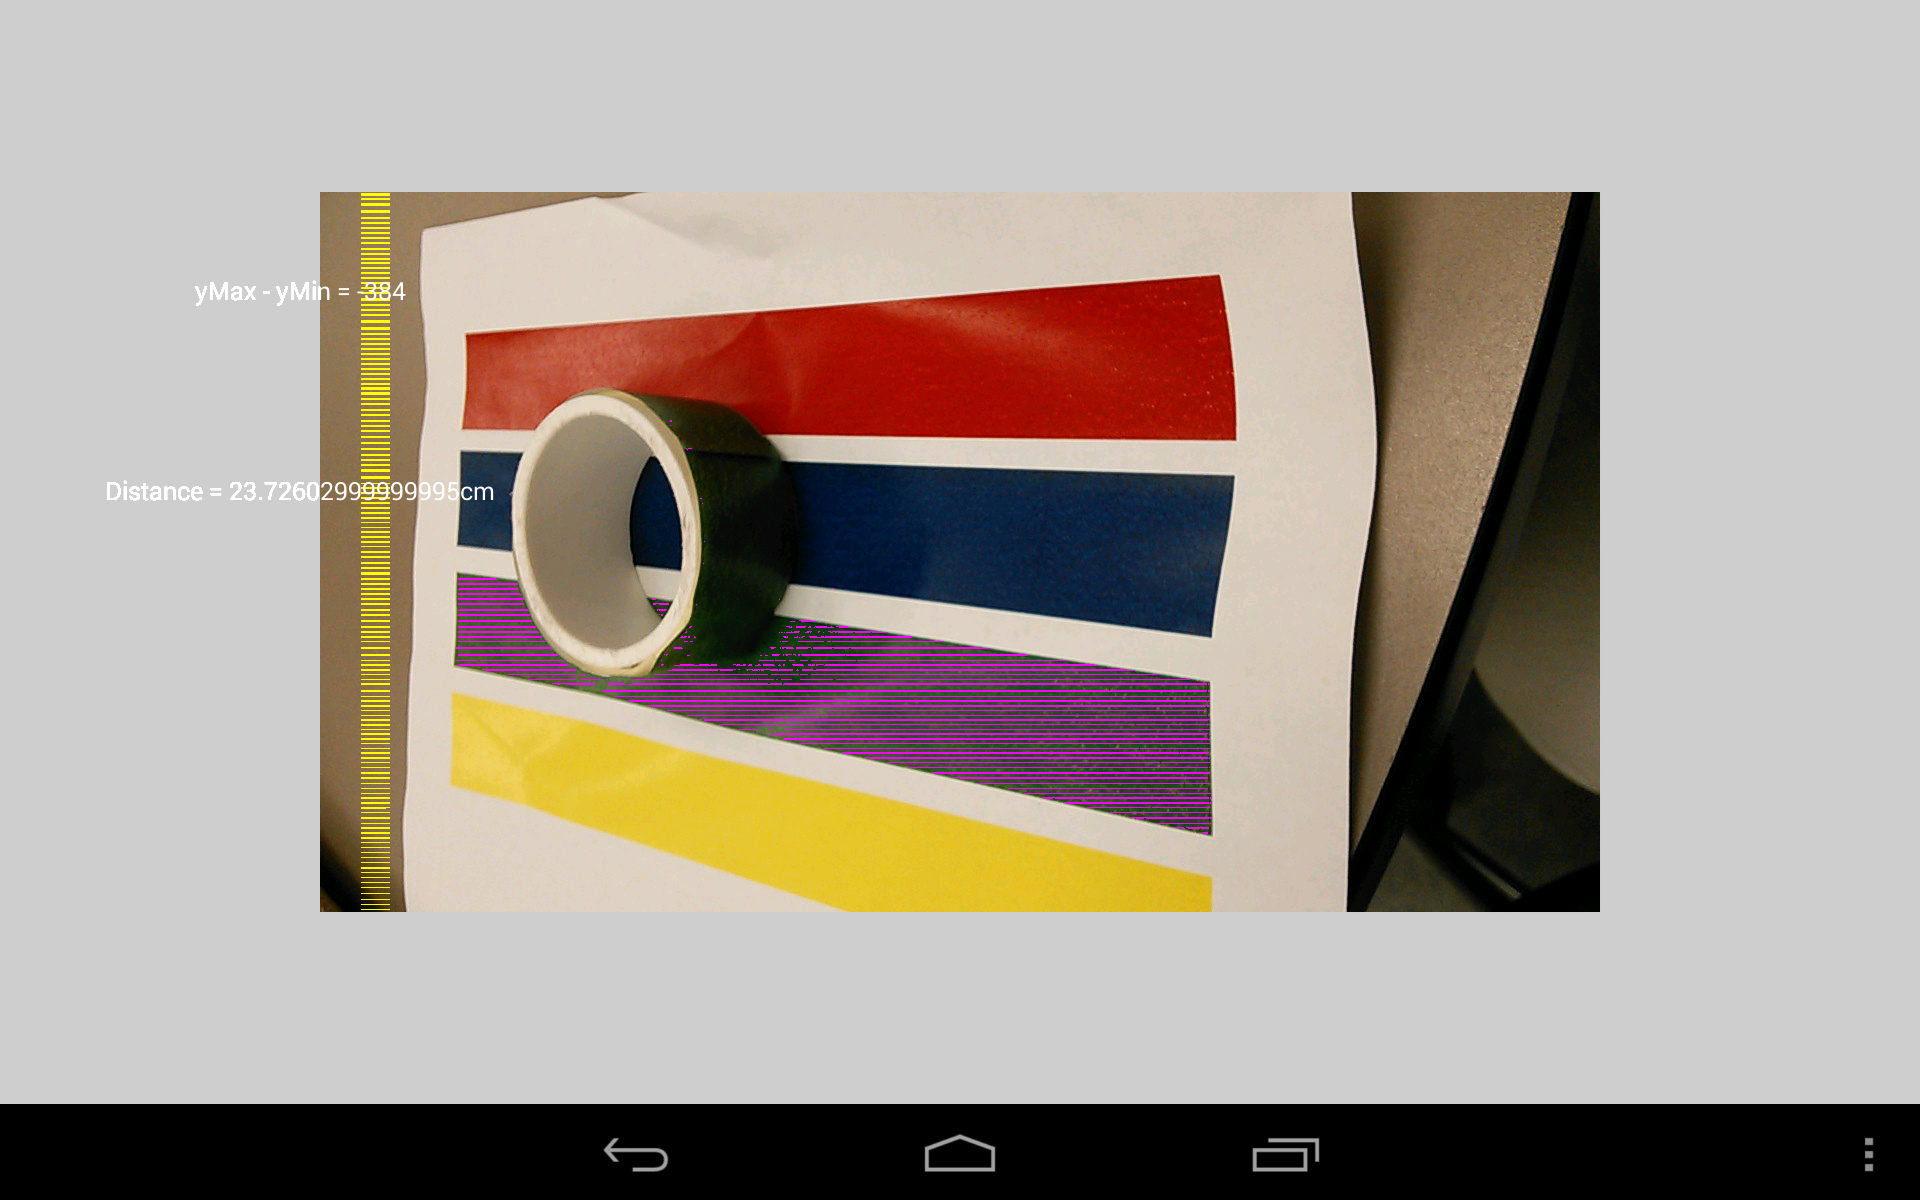 yMax - yMin = -384
Distance = 23.72602999999995cm